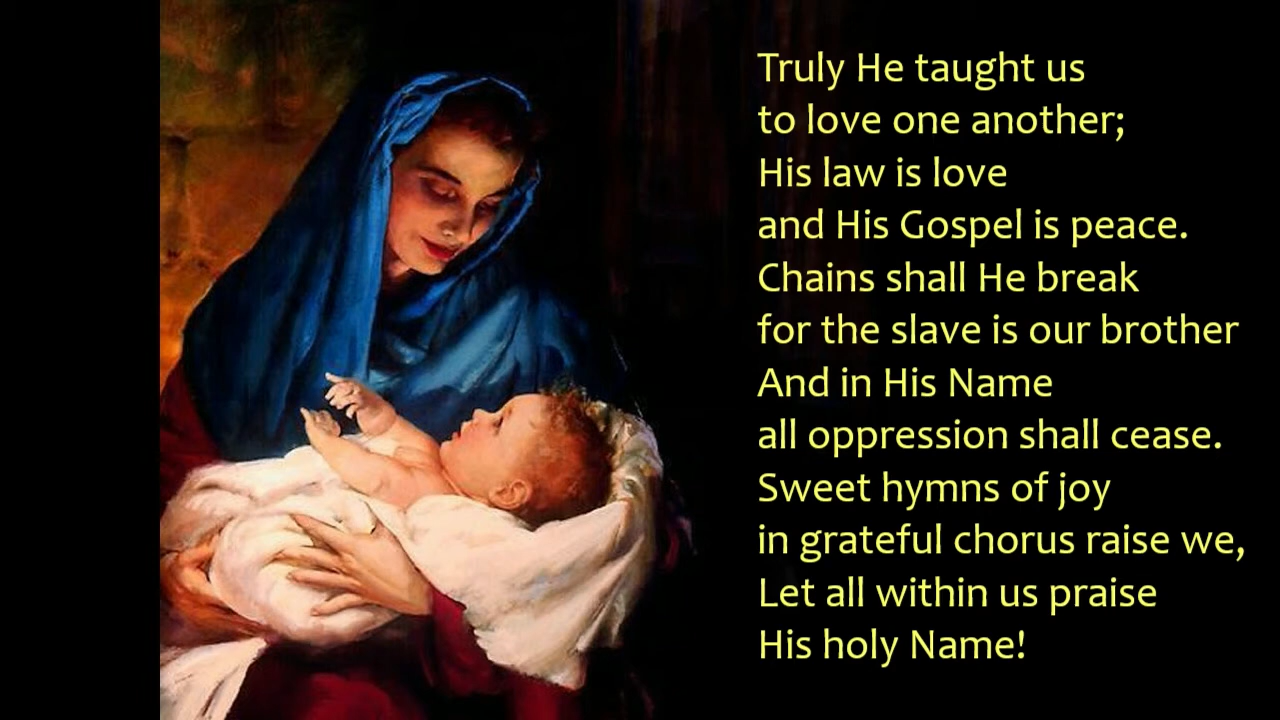 Truly He taught us
to love one another;
His law is love
and His Gospel is peace.
Chains shall He break
for the slave is our brother
And in His Name
all oppression shall cease.
Sweet hymns of joy
in grateful chorus raise we,
Let all within us praise
His holy Name!